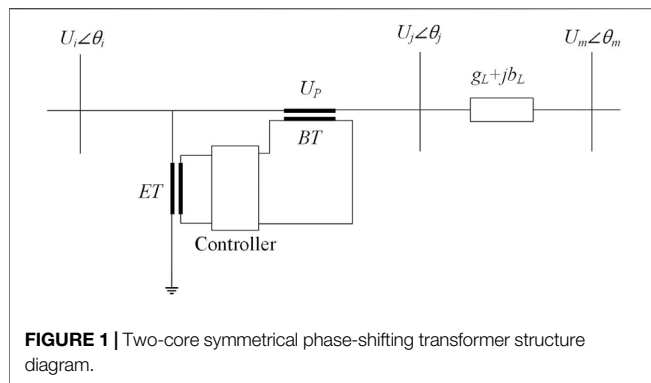 U_i∠θ_i
U_j∠θ_j
U_m∠θ_m
g_L+jb_L
U_P
BT
ET
Controller
FIGURE 1 | Two-core symmetrical phase-shifting transformer structure
diagram.